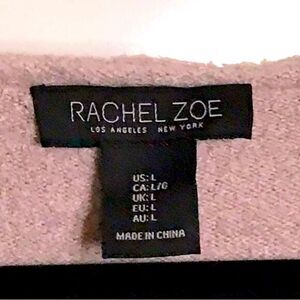 RACHEL ZOE
LOS ANGELES NEW YORK
US: L
CA: L/G
UK: L
EU: L
AU: L
MADE IN CHINA